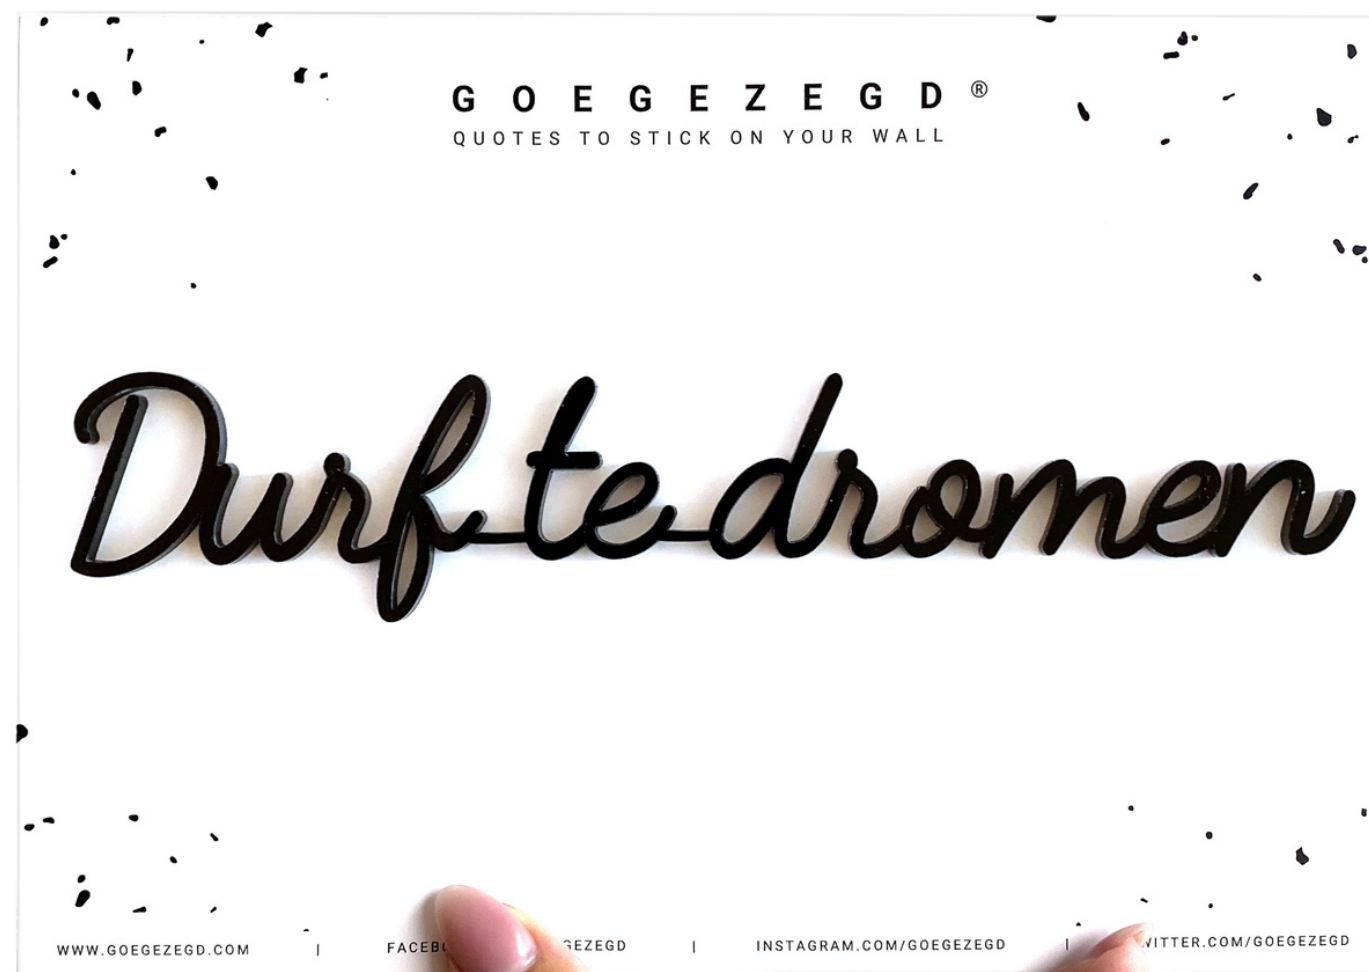 GOEGEZEGD®
QUOTES TO STICK ON YOUR WALL
Durf te dromen
WWW.GOEGEZEGD.COM | INSTAGRAM.COM/GOEGEZEGD |